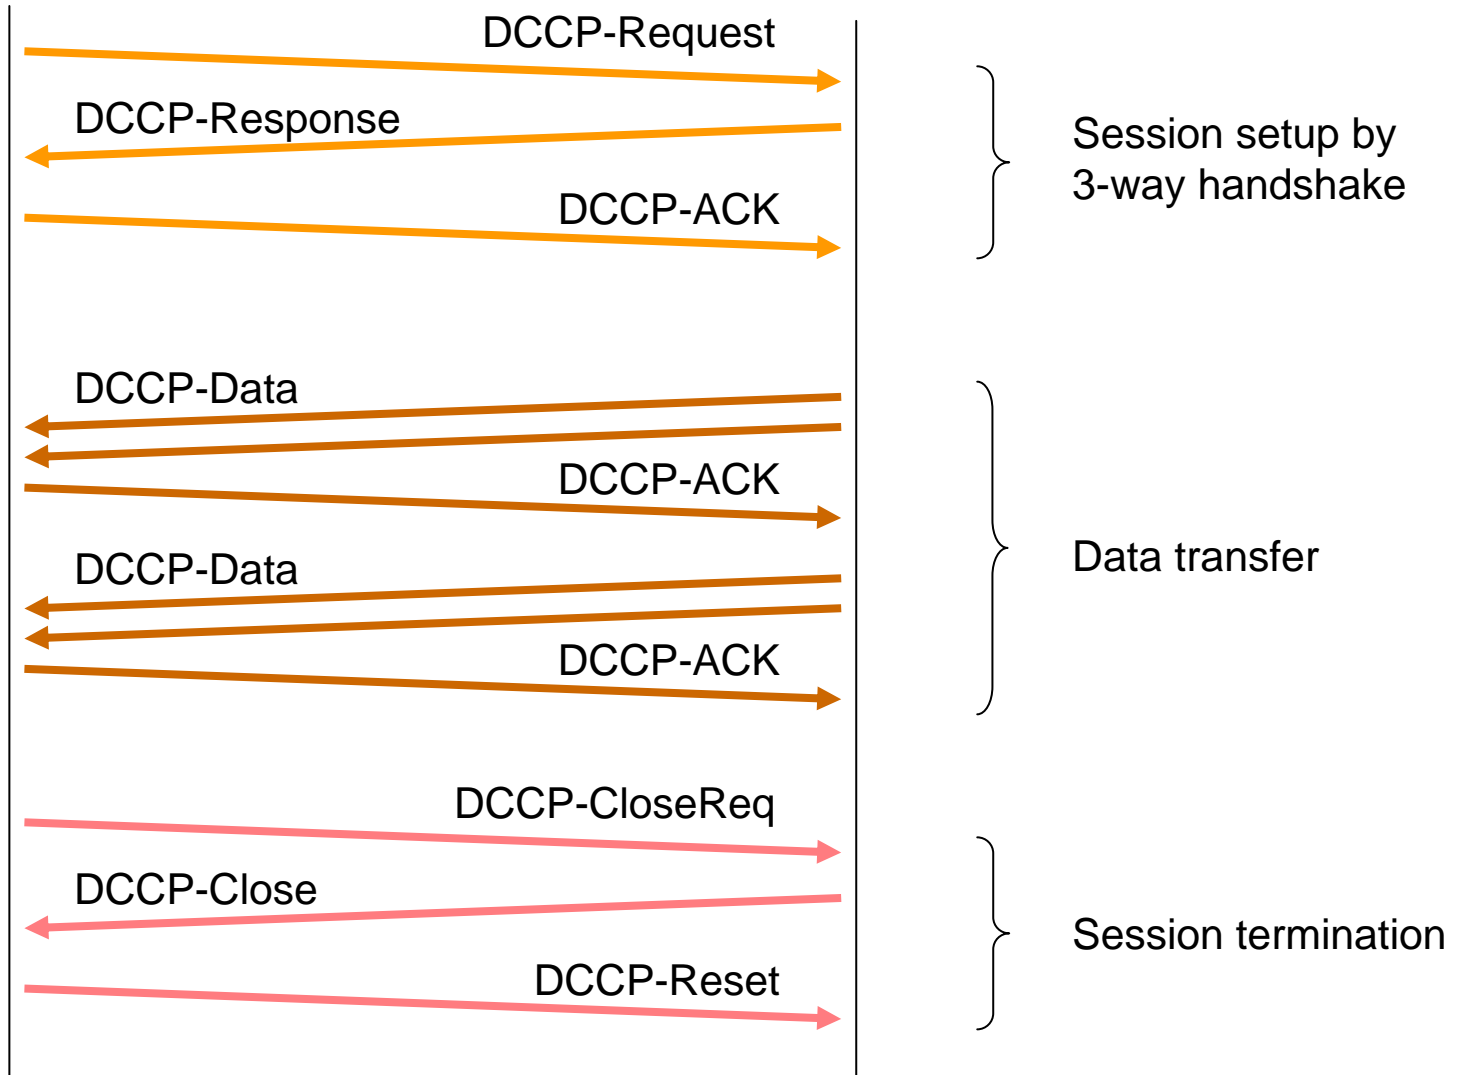 DCCP-Request
DCCP-Response
DCCP-ACK
Session setup by
3-way handshake
DCCP-Data
DCCP-ACK
DCCP-Data
DCCP-ACK
Data transfer
DCCP-CloseReq
DCCP-Close
DCCP-Reset
Session termination